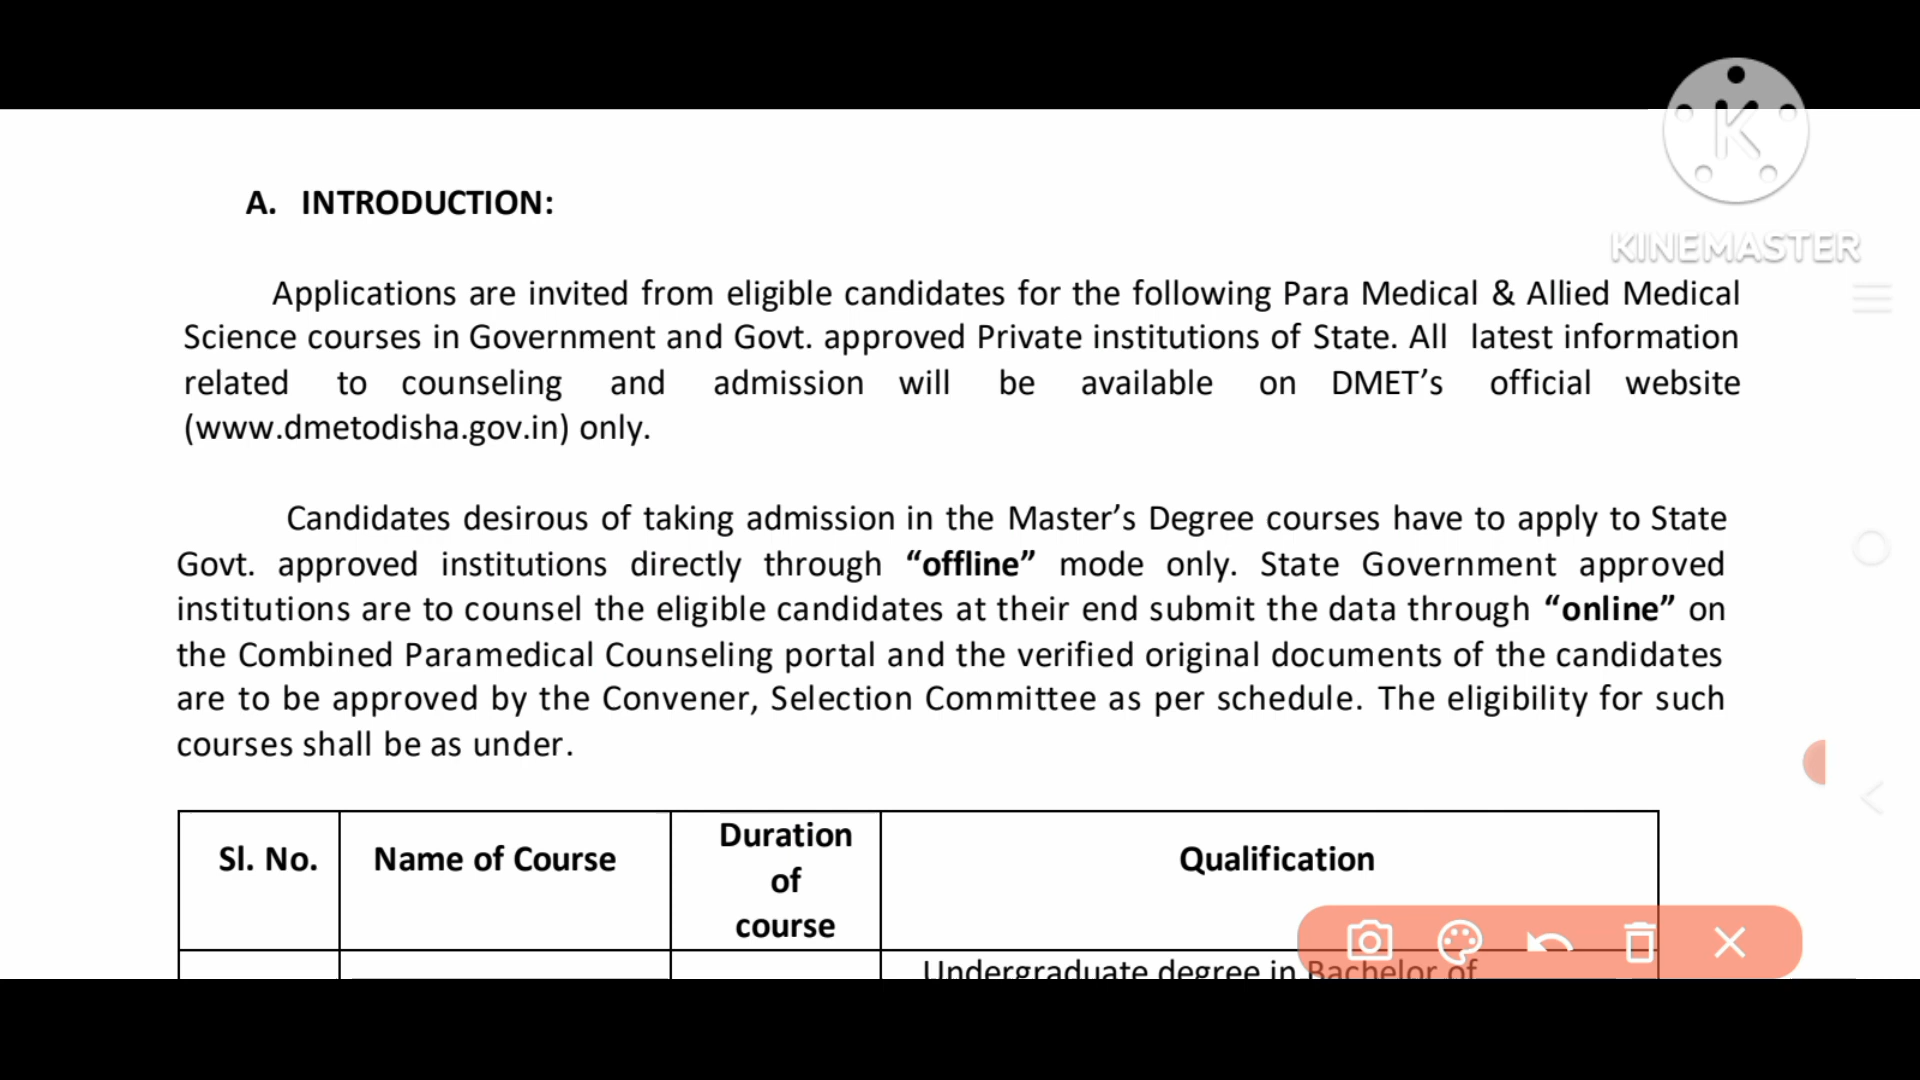 KINEMASTER
A. INTRODUCTION:
Applications are invited from eligible candidates for the following Para Medical & Allied Medical
Science courses in Government and Govt. approved Private institutions of State. All latest information
related to counseling and admission will be available on DMET’s official website
(www.dmetodisha.gov.in) only.
Candidates desirous of taking admission in the Master’s Degree courses have to apply to State
Govt. approved institutions directly through “offline” mode only. State Government approved
institutions are to counsel the eligible candidates at their end submit the data through “online” on
the Combined Paramedical Counseling portal and the verified original documents of the candidates
are to be approved by the Convener, Selection Committee as per schedule. The eligibility for such
courses shall be as under.
Sl. No. Name of Course Duration of course Qualification
Undergraduate degree in Bachelor of